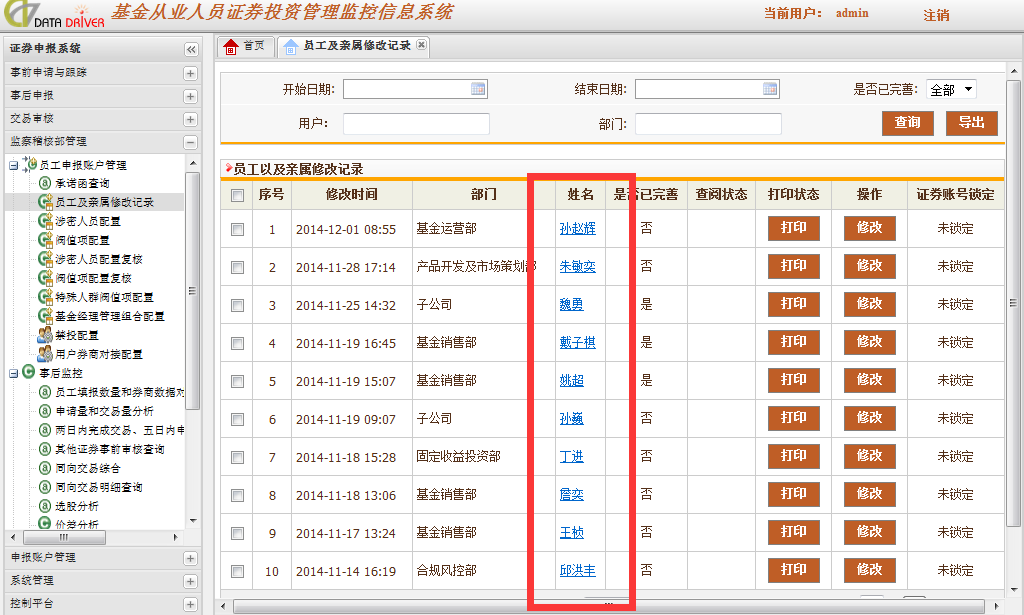 DATA DRiVER 基金从业人员证券投资管理监控信息系统 当前用户： admin 注销
证券申报系统
事前申请与跟踪
事后申报
交易审核
监察稽核部管理
员工申报账户管理
承诺函查询
员工及亲属修改记录
涉密人员配置
阀值项配置
涉密人员配置复核
阀值项配置复核
特殊人群阀值项配置
基金经理管理组合配置
禁投配置
用户券商对接配置
事后监控
员工填报数量和券商数据对
申请量和交易量分析
两日内完成交易、五日内申
其他证券事前审核查询
同向交易综合
同向交易明细查询
选股分析
价差分析
申报账户管理
系统管理
控制平台
首页 员工及亲属修改记录
开始日期: 结束日期: 是否已完善: 全部
用户: 部门: 查询 导出
员工以及亲属修改记录
序号 修改时间 部门 姓名 是否已完善 查阅状态 打印状态 操作 证券账号锁定
1 2014-12-01 08:55 基金运营部 孙赵辉 否 打印 修改 未锁定
2 2014-11-28 17:14 产品开发及市场策划部 朱敏奕 否 打印 修改 未锁定
3 2014-11-25 14:32 子公司 魏勇 是 打印 修改 未锁定
4 2014-11-19 16:45 基金销售部 戴子棋 是 打印 修改 未锁定
5 2014-11-19 15:07 基金销售部 姚超 是 打印 修改 未锁定
6 2014-11-19 09:07 子公司 孙巍 否 打印 修改 未锁定
7 2014-11-18 15:28 固定收益投资部 丁进 否 打印 修改 未锁定
8 2014-11-18 13:06 基金销售部 詹奕 否 打印 修改 未锁定
9 2014-11-17 13:24 基金销售部 王桢 否 打印 修改 未锁定
10 2014-11-14 16:19 合规风控部 邱洪丰 否 打印 修改 未锁定